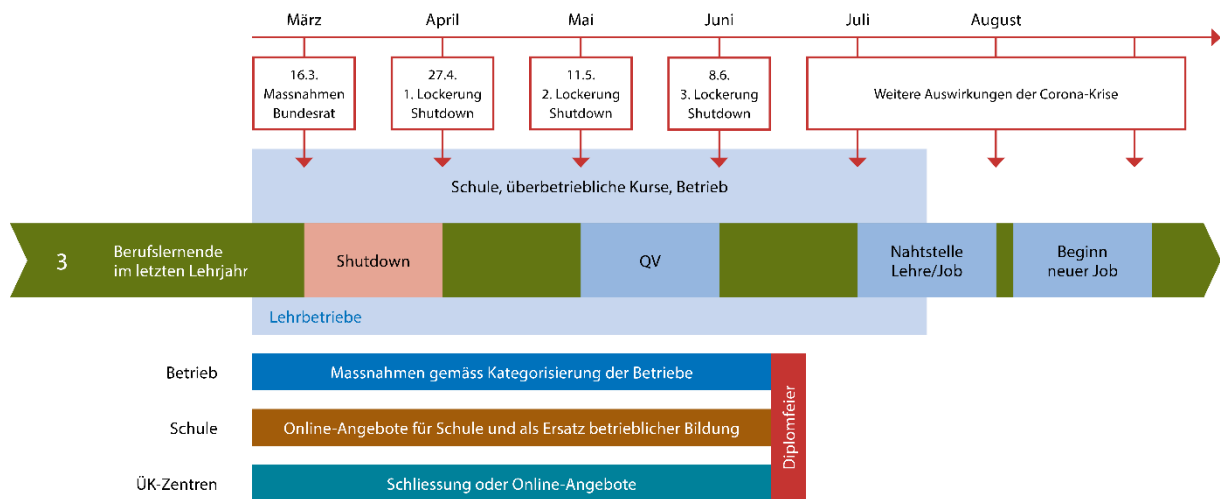 März
April
Mai
Juni
Juli
August
16.3.
Massnahmen
Bundesrat
27.4.
1. Lockerung
Shutdown
11.5.
2. Lockerung
Shutdown
8.6.
3. Lockerung
Shutdown
Weitere Auswirkungen der Corona-Krise
Schule, überbetriebliche Kurse, Betrieb
3
Berufslernende
im letzten Lehrjahr
Shutdown
QV
Nahtstelle
Lehre/Job
Beginn
neuer Job
Lehrbetriebe
Betrieb
Massnahmen gemäss Kategorisierung der Betriebe
Schule
Online-Angebote für Schule und als Ersatz betrieblicher Bildung
ÜK-Zentren
Schliessung oder Online-Angebote
Diplomfeier